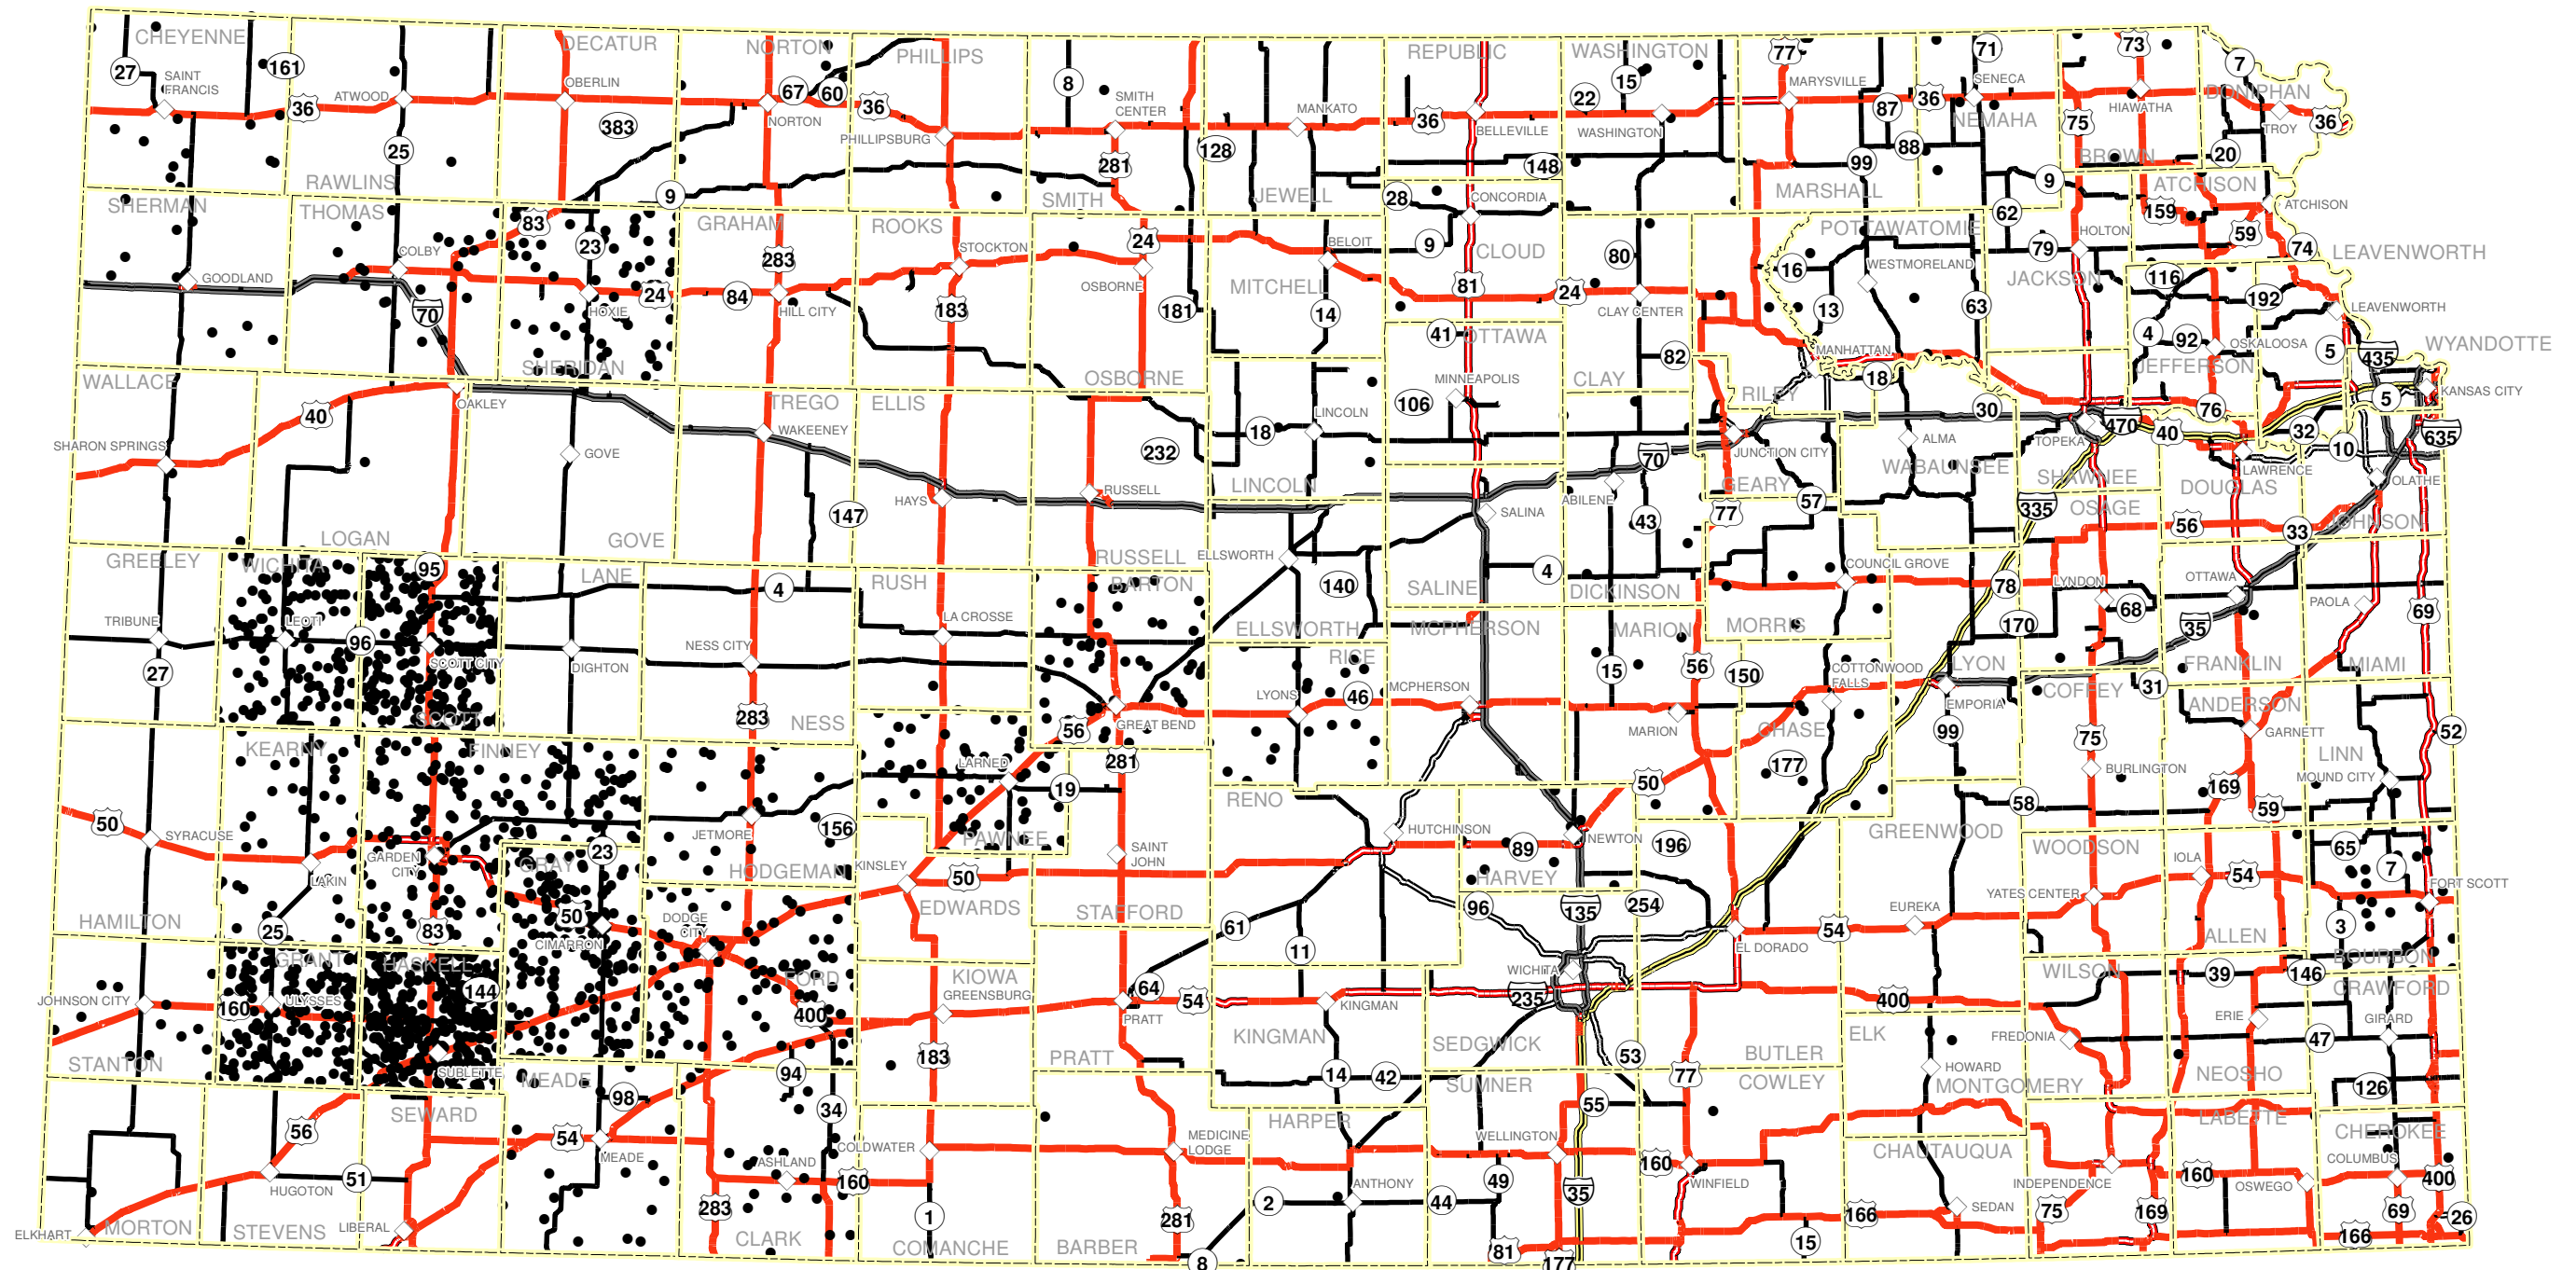 CHEYENNE
DECATUR
NORTON
PHILLIPS
REPUBLIC
WASHINGTON
77
71
73
7
27
SAINT
FRANCIS
161
OBERLIN
67
60
8
SMITH
CENTER
15
MARYSVILLE
SENECA
DONIPHAN
36
ATWOOD
36
NORTON
36
PHILLIPSBURG
MANKATO
36
BELLEVILLE
22
WASHINGTON
87
36
NEMAHA
75
HIAWATHA
TROY
36
25
383
281
128
148
99
88
BROWN
20
RAWLINS
9
SMITH
JEWELL
28
CONCORDIA
MARSHALL
9
ATCHISON
ATCHISON
SHERMAN
THOMAS
83
23
GRAHAM
ROOKS
24
9
CLOUD
80
POTTAWATOMIE
62
159
59
74
LEAVENWORTH
COLBY
283
STOCKTON
BELOIT
16
WESTMORELAND
79
HOLTON
JACKSON
116
GOODLAND
70
HOXIE
24
84
HILL CITY
183
OSBORNE
181
MITCHELL
14
81
24
CLAY CENTER
13
63
192
LEAVENWORTH
SHERIDAN
41
OTTAWA
82
MANHATTAN
4
92
OSKALOOSA
5
435
WYANDOTTE
WALLACE
OAKLEY
OSBORNE
MINNEAPOLIS
CLAY
RILEY
18
JEFFERSON
5
KANSAS CITY
40
TREGO
ELLIS
WAKEENEY
18
LINCOLN
106
30
470
76
40
32
10
635
SHARON SPRINGS
GOVE
232
70
JUNCTION CITY
ALMA
TOPEKA
LAWRENCE
HAYS
RUSSELL
LINCOLN
ABILENE
GEARY
WABAUNSEE
SHAWNEE
DOUGLAS
OLATHE
147
SALINA
43
77
57
335
OSAGE
56
33
JOHNSON
LOGAN
GOVE
RUSSELL
ELLSWORTH
GREELEY
WICHITA
95
LANE
RUSH
BARTON
140
SALINE
4
DICKINSON
COUNCIL GROVE
78
LYNDON
OTTAWA
4
LA CROSSE
68
PAOLA
69
TRIBUNE
LEOTI
96
NESS CITY
ELLSWORTH
MCPHERSON
MARION
MORRIS
170
35
SCOTT CITY
DIGHTON
RICE
27
56
150
COTTONWOOD
FALLS
LYON
FRANKLIN
MIAMI
LYONS
46
MCPHERSON
15
COFFEY
31
SCOTT
283
NESS
56
GREAT BEND
MARION
CHASE
EMPORIA
99
ANDERSON
GARNETT
52
KEARNY
FINNEY
LARNED
281
75
LINN
177
BURLINGTON
MOUND CITY
19
RENO
50
58
169
59
50
SYRACUSE
JETMORE
156
PAWNEE
HUTCHINSON
89
NEWTON
196
GREENWOOD
WOODSON
65
GARDEN
CITY
GRAY
23
HODGEMAN
KINSLEY
SAINT
JOHN
IOLA
54
7
LAKIN
50
HARVEY
YATES CENTER
FORT SCOTT
HAMILTON
25
83
50
DODGE
CITY
EDWARDS
STAFFORD
61
96
135
254
EUREKA
54
3
CIMARRON
11
EL DORADO
ALLEN
BOURBON
GRANT
HASKELL
FORD
KIOWA
WICHITA
WILSON
39
146
144
GREENSBURG
64
CRAWFORD
JOHNSON CITY
160
ULYSSES
400
PRATT
54
KINGMAN
235
400
ERIE
GIRARD
KINGMAN
SEDGWICK
53
BUTLER
ELK
FREDONIA
47
STANTON
SUBLETTE
183
PRATT
HOWARD
MEADE
94
14
42
SUMNER
77
COWLEY
MONTGOMERY
NEOSHO
126
98
34
55
SEWARD
HARPER
LABETTE
56
54
MEADE
COLDWATER
MEDICINE
LODGE
WELLINGTON
160
CHAUTAUQUA
CHEROKEE
COLUMBUS
HUGOTON
51
ASHLAND
160
ANTHONY
49
35
WINFIELD
INDEPENDENCE
160
OSWEGO
400
ELKHART
MORTON
STEVENS
LIBERAL
283
CLARK
1
COMANCHE
281
BARBER
8
2
44
81
177
15
166
SEDAN
75
169
166
69
26